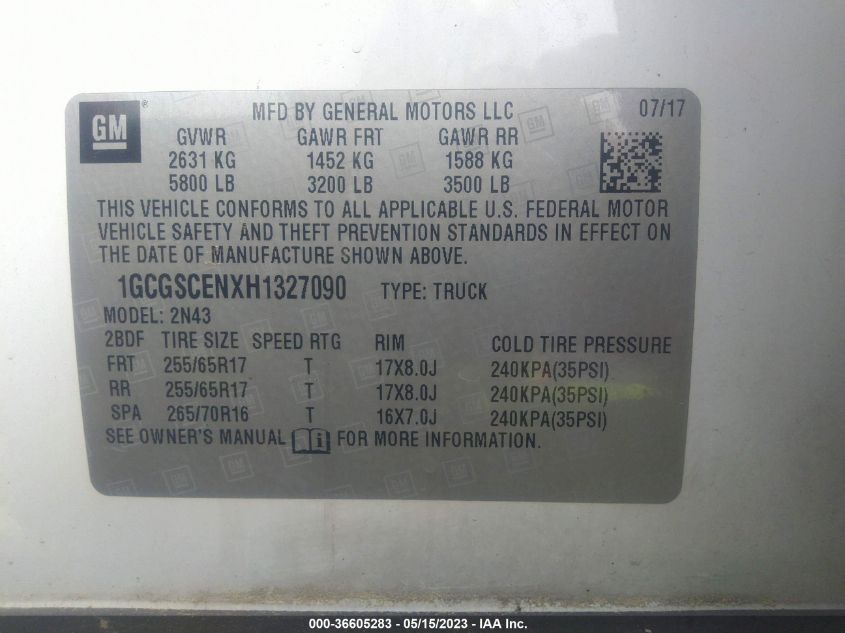 GM ® MFD BY GENERAL MOTORS LLC 07/17
GVWR GAWR FRT GAWR RR
2631 KG 1452 KG 1588 KG
5800 LB 3200 LB 3500 LB
THIS VEHICLE CONFORMS TO ALL APPLICABLE U.S. FEDERAL MOTOR
VEHICLE SAFETY AND THEFT PREVENTION STANDARDS IN EFFECT ON
THE DATE OF MANUFACTURE SHOWN ABOVE.
1GCGSCENXH1327090 TYPE: TRUCK
MODEL: 2N43
2BDF TIRE SIZE SPEED RTG RIM COLD TIRE PRESSURE
FRT 255/65R17 T 17X8.0J 240KPA(35PSI)
RR 255/65R17 T 17X8.0J 240KPA(35PSI)
SPA 265/70R16 T 16X7.0J 240KPA(35PSI)
SEE OWNER'S MANUAL i FOR MORE INFORMATION.
000-36605283 - 05/15/2023 - IAA Inc.